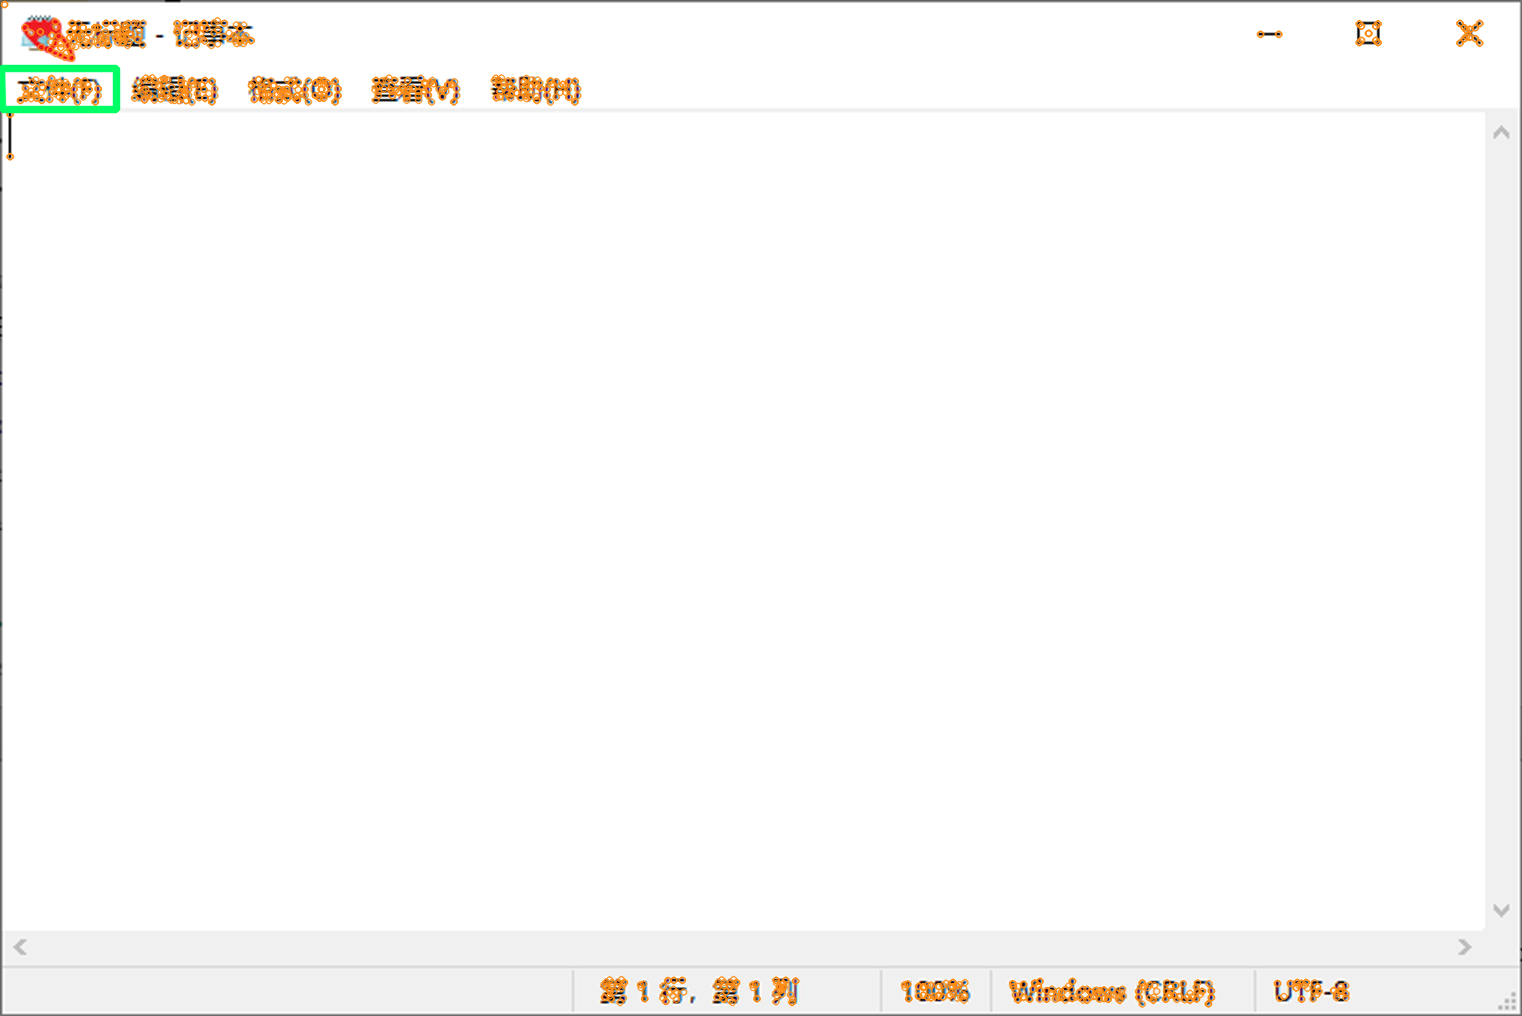 无标题 - 记事本
文件(F) 编辑(E) 格式(O) 查看(V) 帮助(H)
第 1 行, 第 1 列 100% Windows (CRLF) UTF-8